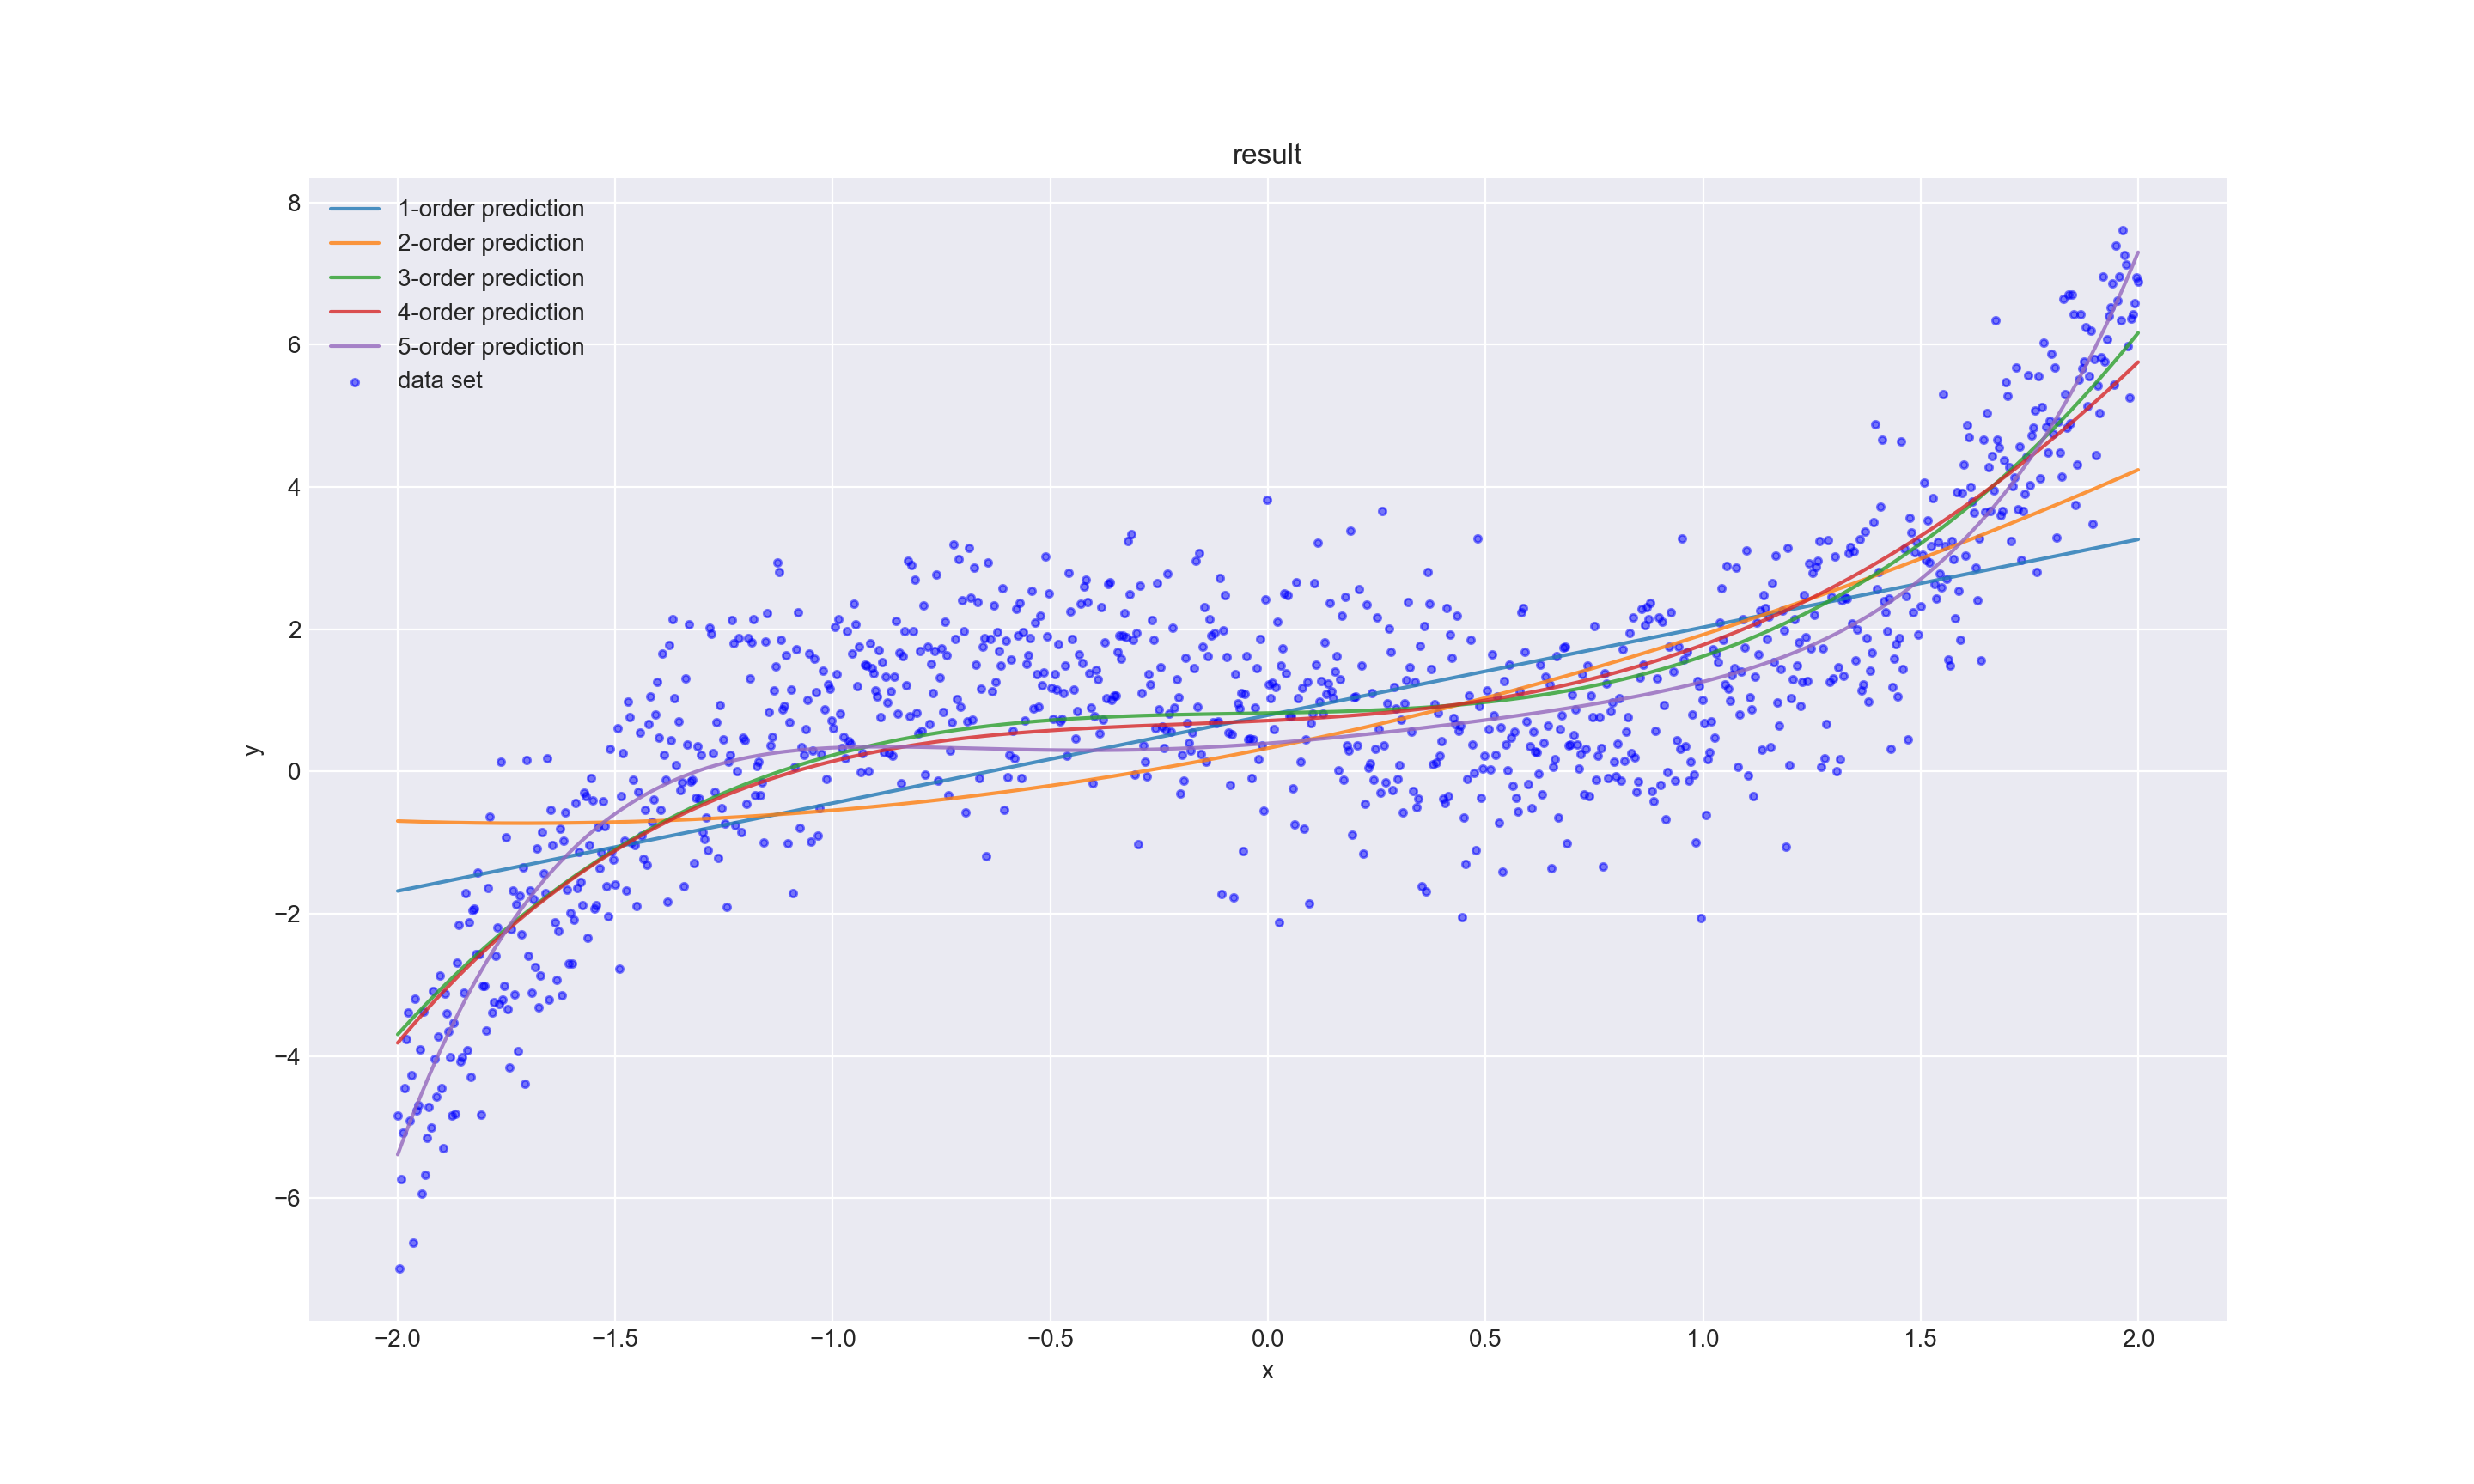 result
8
6
4
2
0
−2
−4
−6
y
1-order prediction
2-order prediction
3-order prediction
4-order prediction
5-order prediction
data set
−2.0 −1.5 −1.0 −0.5 0.0 0.5 1.0 1.5 2.0
x